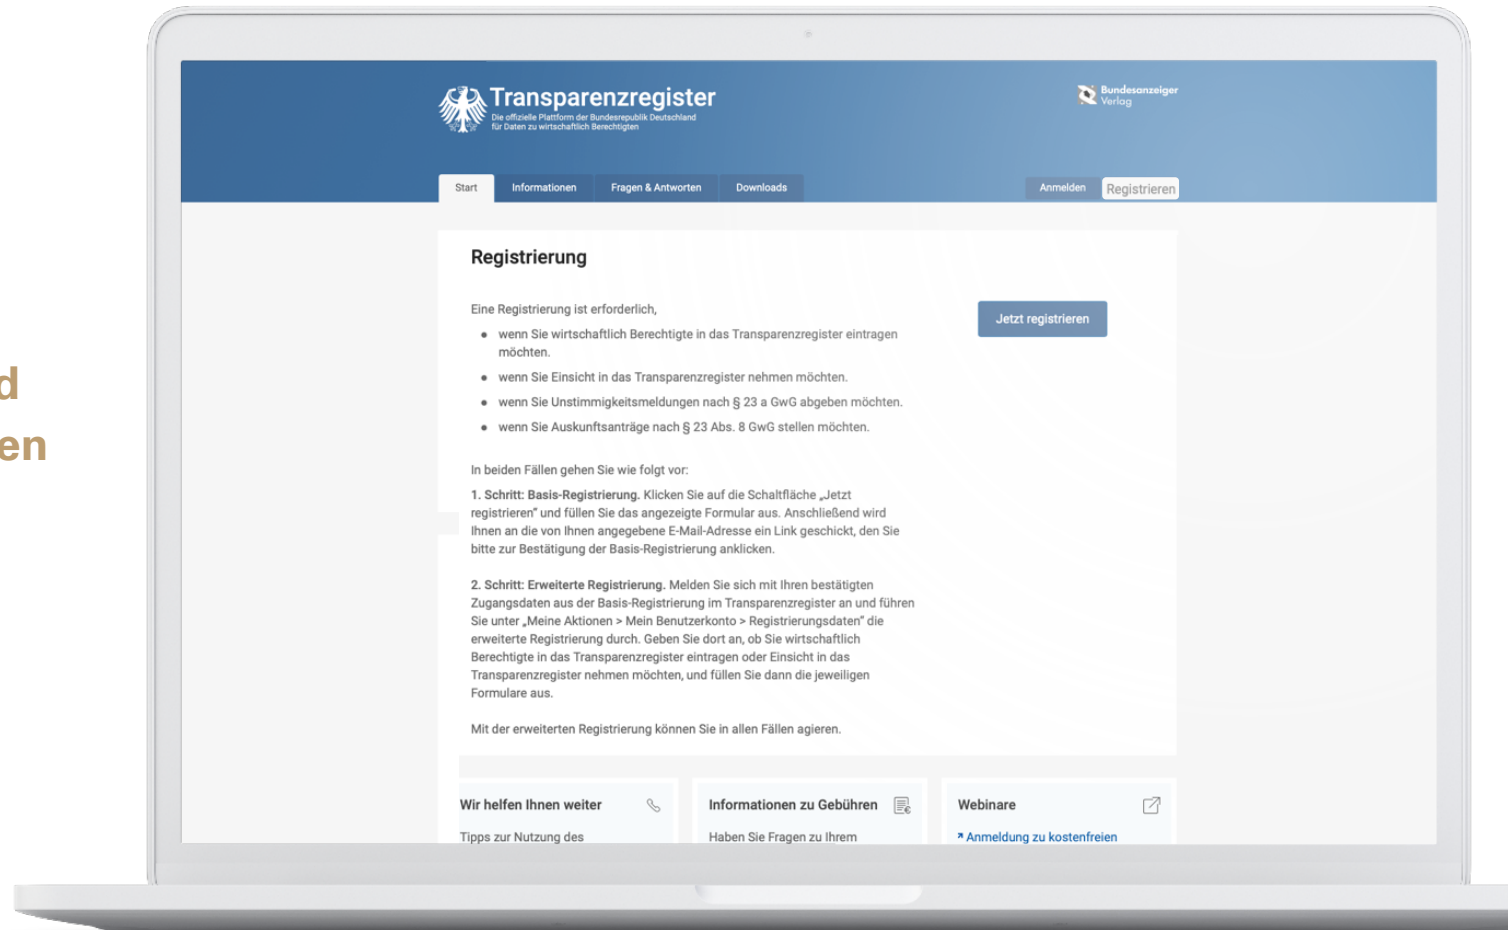 Transparenzregister
Die offizielle Plattform der Bundesrepublik Deutschland
für Daten zu wirtschaftlich Berechtigten
Bundesanzeiger
Verlag
Start
Informationen
Fragen & Antworten
Downloads
Anmelden
Registrieren
Registrierung
Eine Registrierung ist erforderlich,
• wenn Sie wirtschaftlich Berechtigte in das Transparenzregister eintragen
möchten.
• wenn Sie Einsicht in das Transparenzregister nehmen möchten.
• wenn Sie Unstimmigkeitsmeldungen nach § 23 a GwG abgeben möchten.
• wenn Sie Auskunftsanträge nach § 23 Abs. 8 GwG stellen möchten.
Jetzt registrieren
d
en
In beiden Fällen gehen Sie wie folgt vor:
1. Schritt: Basis-Registrierung. Klicken Sie auf die Schaltfläche „Jetzt
registrieren“ und füllen Sie das angezeigte Formular aus. Anschließend wird
Ihnen an die von Ihnen angegebene E-Mail-Adresse ein Link geschickt, den Sie
bitte zur Bestätigung der Basis-Registrierung anklicken.
2. Schritt: Erweiterte Registrierung. Melden Sie sich mit Ihren bestätigten
Zugangsdaten aus der Basis-Registrierung im Transparenzregister an und führen
Sie unter „Meine Aktionen > Mein Benutzerkonto > Registrierungsdaten“ die
erweiterte Registrierung durch. Geben Sie dort an, ob Sie wirtschaftlich
Berechtigte in das Transparenzregister eintragen oder Einsicht in das
Transparenzregister nehmen möchten, und füllen Sie dann die jeweiligen
Formulare aus.
Mit der erweiterten Registrierung können Sie in allen Fällen agieren.
Wir helfen Ihnen weiter
Tipps zur Nutzung des
Informationen zu Gebühren
Haben Sie Fragen zu Ihrem
Webinare
Anmeldung zu kostenfreien